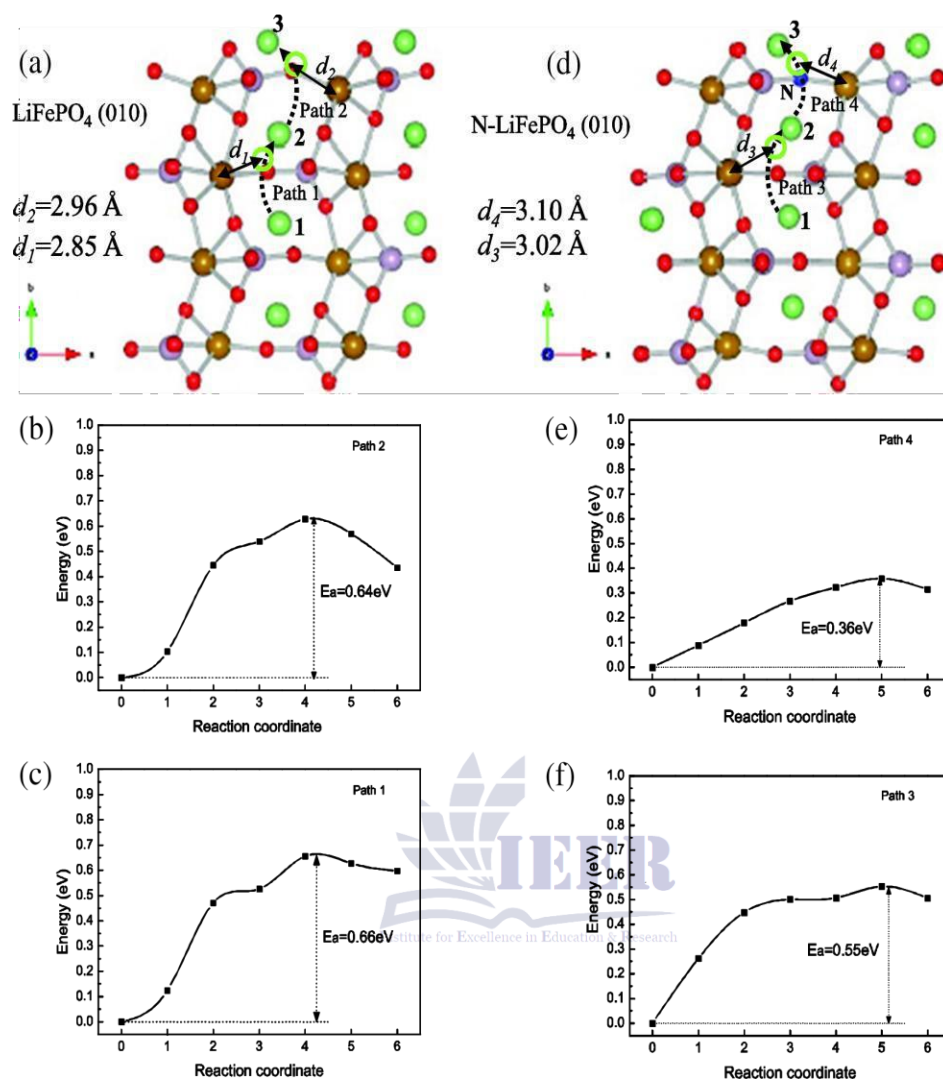 (a)
LiFePO4 (010)
d2=2.96 Å
d1=2.85 Å
3
d2
Path 2
2
d1
Path 1
1
b
a
(d)
N-LiFePO4 (010)
d4=3.10 Å
d3=3.02 Å
3
d4
N
Path 4
2
d3
Path 3
1
b
a
(b)
Path 2
Energy (eV)
1.0
0.9
0.8
0.7
0.6
0.5
0.4
0.3
0.2
0.1
0.0
Ea=0.64eV
0 1 2 3 4 5 6
Reaction coordinate
(e)
Path 4
Energy (eV)
1.0
0.9
0.8
0.7
0.6
0.5
0.4
0.3
0.2
0.1
0.0
Ea=0.36eV
0 1 2 3 4 5 6
Reaction coordinate
(c)
Path 1
Energy (eV)
1.0
0.9
0.8
0.7
0.6
0.5
0.4
0.3
0.2
0.1
0.0
Ea=0.66eV
0 1 2 3 4 5 6
Reaction coordinate
(f)
Path 3
Energy (eV)
1.0
0.9
0.8
0.7
0.6
0.5
0.4
0.3
0.2
0.1
0.0
Ea=0.55eV
0 1 2 3 4 5 6
Reaction coordinate
IEER
Institute for Excellence in Education & Research